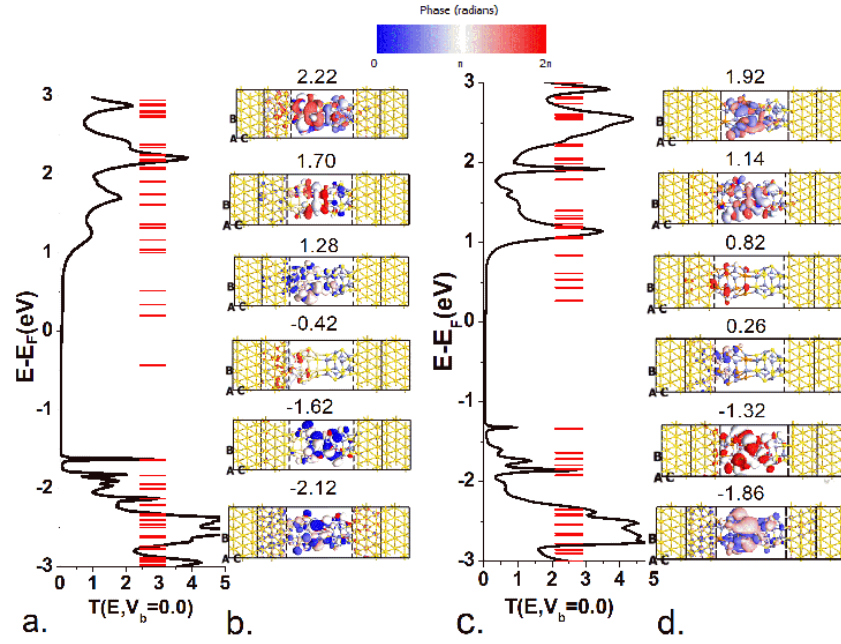 Phase (radians)
0
π
2π
3
2
1
0
-1
-2
-3
E-E_F(eV)
0
1
2
3
4
5
T(E,V_b=0.0)
a.
2.22
B
A C
1.70
B
A C
1.28
B
A C
-0.42
B
A C
-1.62
B
A C
-2.12
B
A C
b.
3
2
1
0
-1
-2
-3
E-E_F(eV)
0
1
2
3
4
5
T(E,V_b=0.0)
c.
1.92
B
A C
1.14
B
A C
0.82
B
A C
0.26
B
A C
-1.32
B
A C
-1.86
B
A C
d.